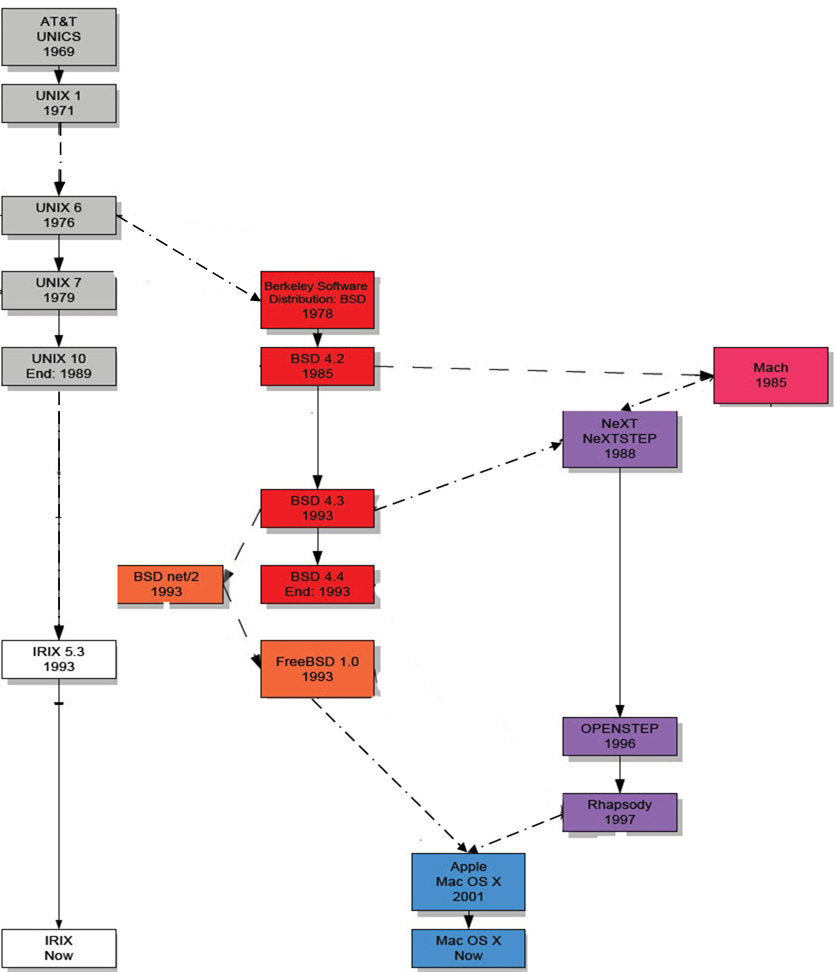 AT&T
UNICS
1969
UNIX 1
1971
UNIX 6
1976
UNIX 7
1979
Berkeley Software
Distribution: BSD
1978
UNIX 10
End: 1989
BSD 4.2
1985
Mach
1985
NeXT
NeXTSTEP
1988
BSD 4.3
1993
BSD net/2
1993
BSD 4.4
End: 1993
IRIX 5.3
1993
FreeBSD 1.0
1993
OPENSTEP
1996
Rhapsody
1997
Apple
Mac OS X
2001
IRIX
Now
Mac OS X
Now